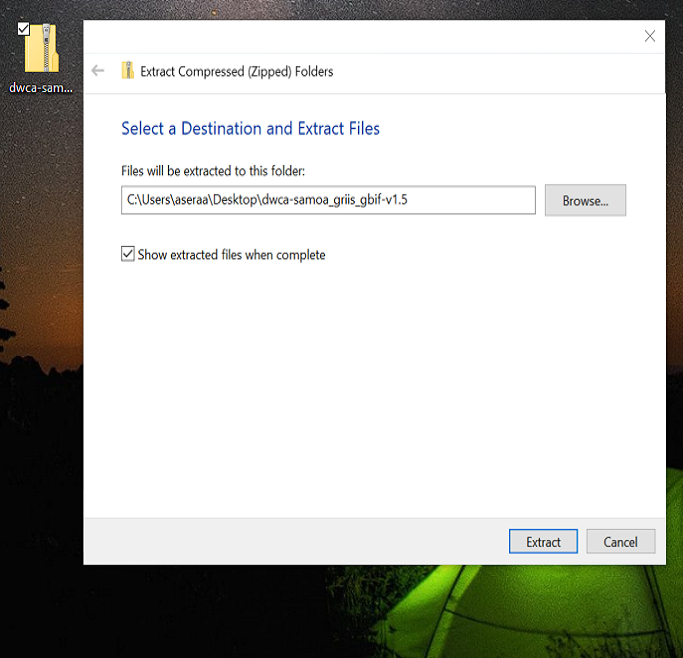 dwca-sam...
Extract Compressed (Zipped) Folders
Select a Destination and Extract Files
Files will be extracted to this folder:
C:\Users\aseraa\Desktop\dwca-samoa_griis_gbif-v1.5
Browse...
Show extracted files when complete
Extract
Cancel